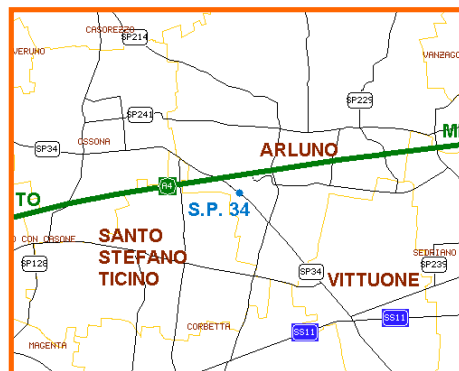 CASOREZZO
SP214
VERUNO
VANZAGO
SP229
SP241
OSSONA
SP34
ARLUNO
MI
A4
TO
S.P. 34
SANTO
STEFANO
TICINO
O CON CASONE
SP128
SEDRIANO
SP239
SP34
VITTUONE
CORBETTA
SS11
SS11
MAGENTA